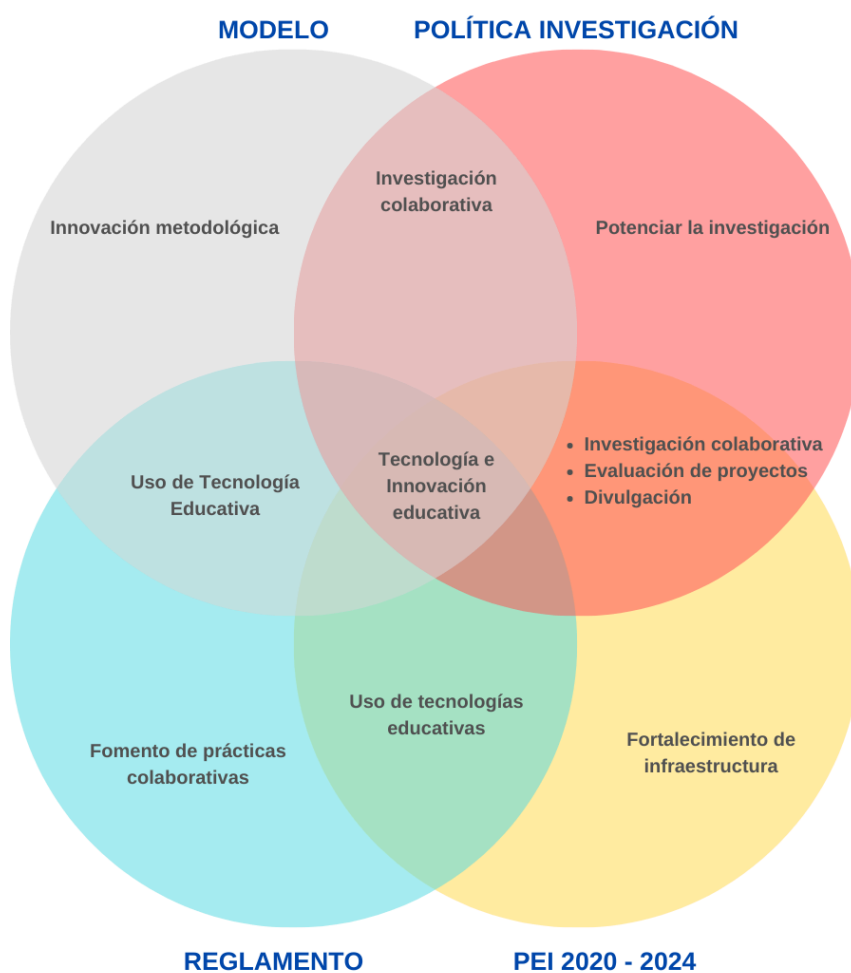 MODELO
POLÍTICA INVESTIGACIÓN
Investigación
colaborativa
Innovación metodológica
Potenciar la investigación
• Investigación colaborativa
• Evaluación de proyectos
• Divulgación
Tecnología e
Innovación
educativa
Uso de Tecnología
Educativa
Uso de tecnologías
educativas
Fomento de prácticas
colaborativas
Fortalecimiento de
infraestructura
REGLAMENTO
PEI 2020 - 2024